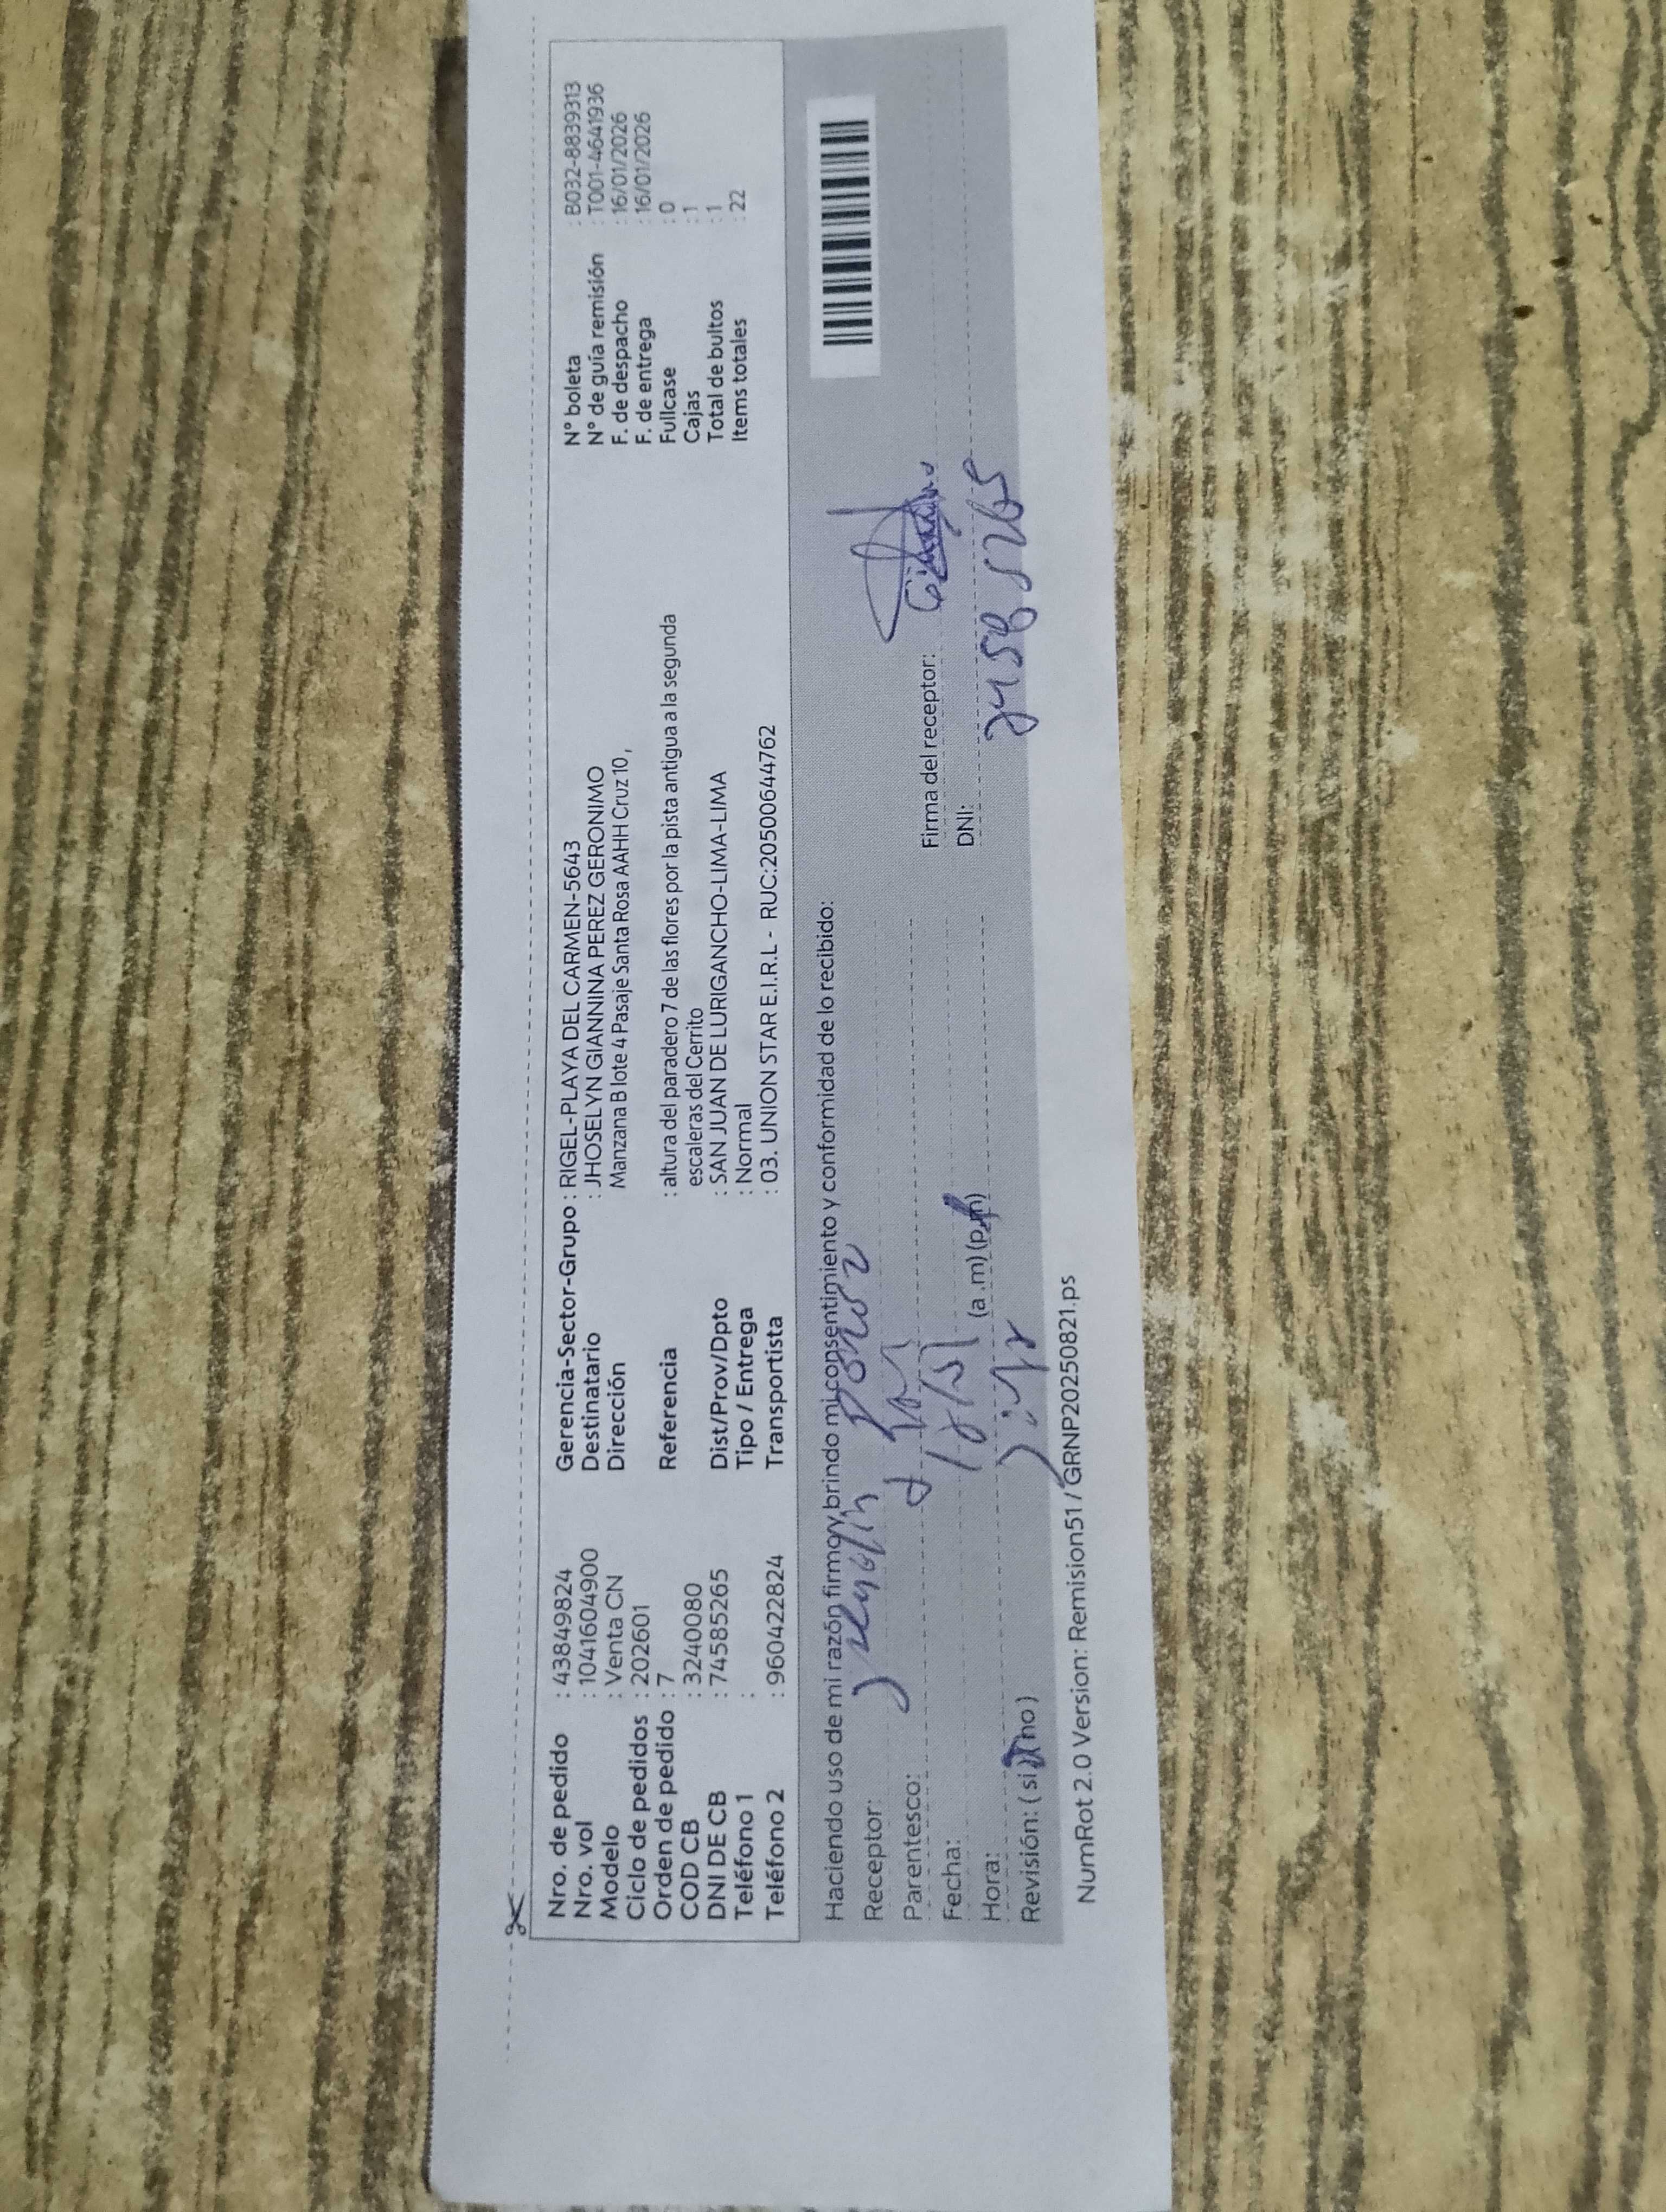 Nro. de pedido : 43849824
Nro. vol : 1041604900
Modelo : Venta CN
Ciclo de pedidos : 202601
Orden de pedido : 7
COD CB : 3240080
DNI DE CB : 74585265
Teléfono 1 :
Teléfono 2 : 960422824
Gerencia-Sector-Grupo : RIGEL-PLAYA DEL CARMEN-5643
Destinatario : JHOSELYN GIANNINA PEREZ GERONIMO
Dirección Manzana B lote 4 Pasaje Santa Rosa AAHH Cruz 10,
Referencia : altura del paradero 7 de las flores por la pista antigua a la segunda
escaleras del Cerrito
Dist/Prov/Dpto : SAN JUAN DE LURIGANCHO-LIMA-LIMA
Tipo / Entrega : Normal
Transportista : 03. UNION STAR E.I.R.L - RUC:20500644762
N° boleta : B032-8839313
N° de guía remisión : T001-4641936
F. de despacho : 16/01/2026
F. de entrega : 16/01/2026
Fullcase : 0
Cajas : 1
Total de bultos : 1
Items totales : 22
Haciendo uso de mi razón firmo y brindo mi consentimiento y conformidad de lo recibido:
Receptor:
Parentesco:
Fecha:
Hora: (a .m) (p.m)
Revisión: ( si / no )
Firma del receptor:
DNI: 74585265
NumRot 2.0 Version: Remision51 / GRNP20250821.ps